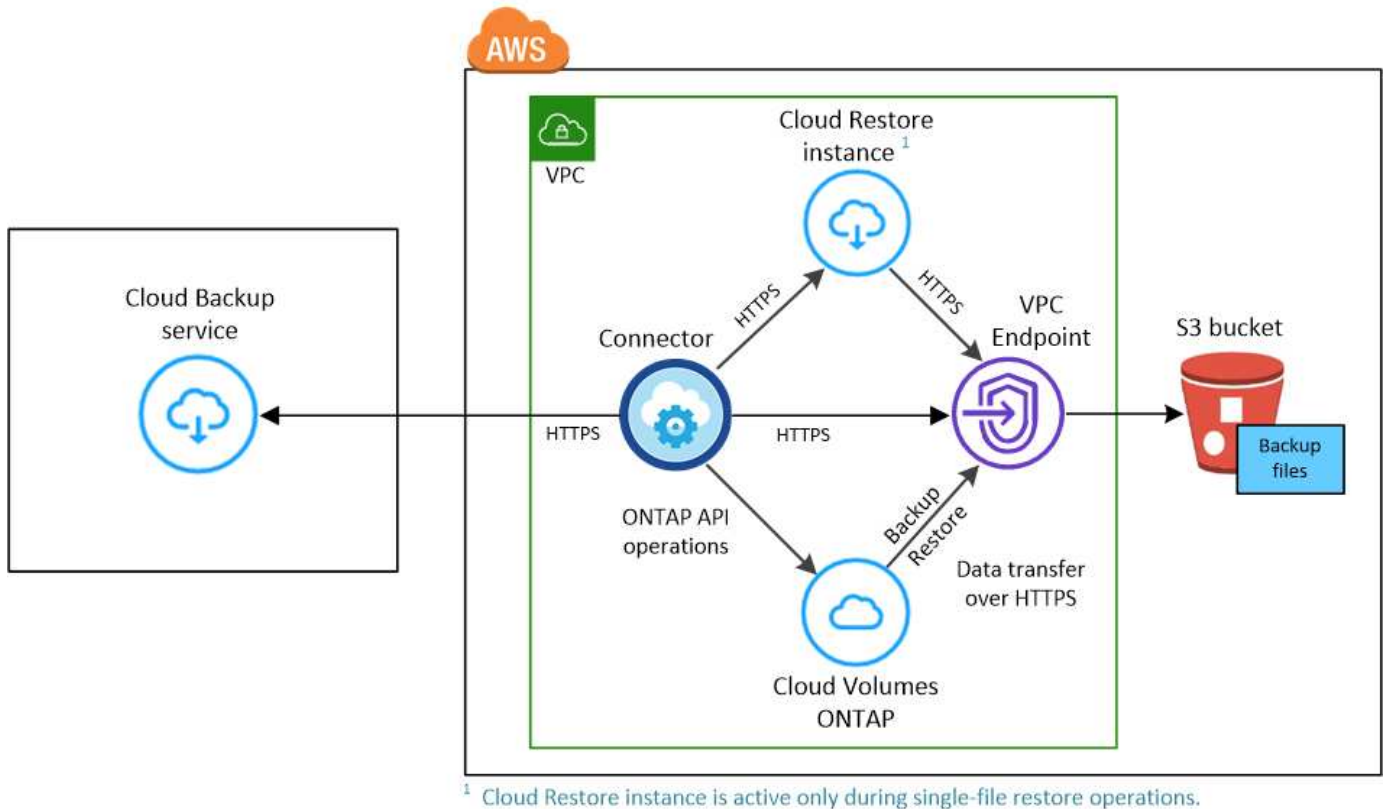 AWS
Cloud Restore
instance 1
VPC
Cloud Backup
service
HTTPS
HTTPS
VPC
Endpoint
S3 bucket
Connector
HTTPS
HTTPS
Backup
files
ONTAP API
operations
Backup
Restore
Data transfer
over HTTPS
Cloud Volumes
ONTAP
1 Cloud Restore instance is active only during single-file restore operations.